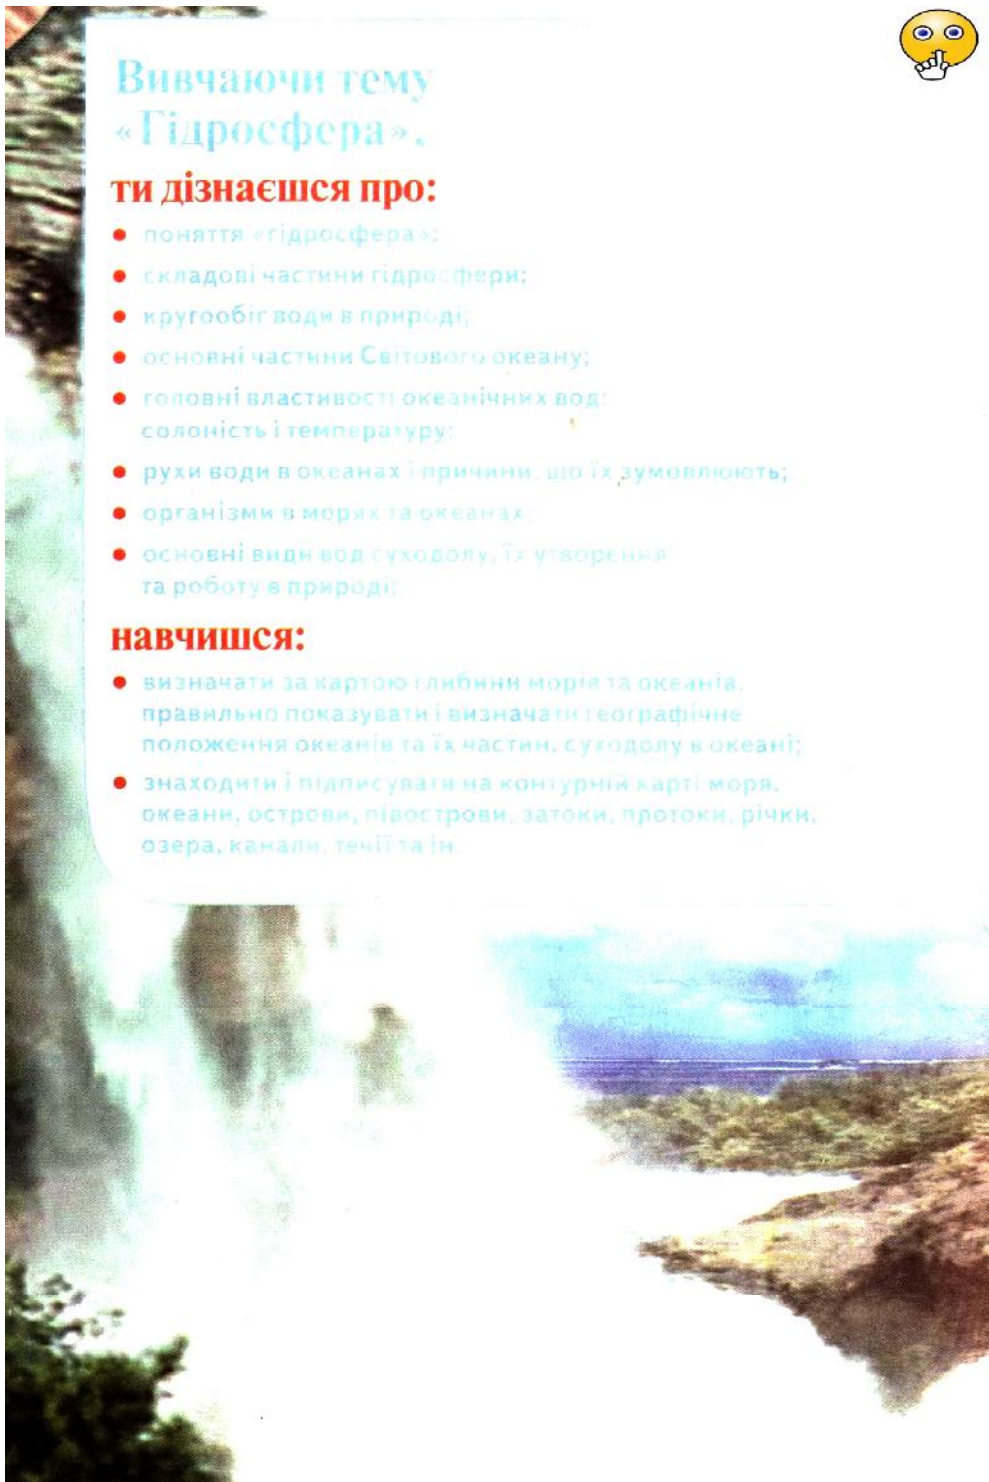 Вивчаючи тему
«Гідросфера»,
ти дізнаєшся про:
● поняття «гідросфера»;
● складові частини гідросфери;
● кругообіг води в природі;
● основні частини Світового океану;
● головні властивості океанічних вод:
солоність і температуру;
● рухи води в океанах і причини, що їх зумовлюють;
● організми в морях та океанах;
● основні види вод суходолу, їх утворення
та роботу в природі;
навчишся:
● визначати за картою глибини морів та океанів,
правильно показувати і визначати географічне
положення океанів та їх частин, суходолу в океані;
● знаходити і підписувати на контурній карті моря,
океани, острови, півострови, затоки, протоки, річки,
озера, канали, течії та ін.